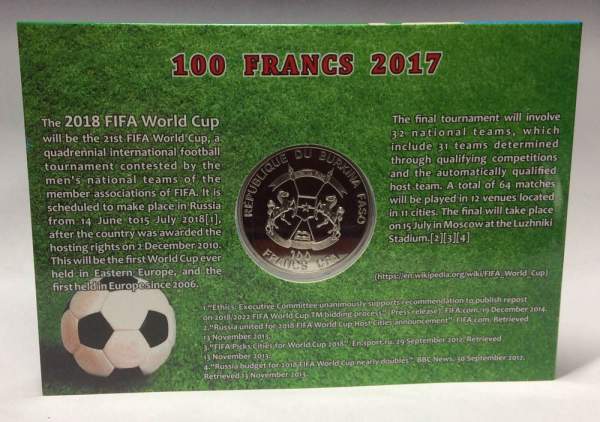 100 FRANCS 2017
The 2018 FIFA World Cup
will be the 21st FIFA World Cup, a
quadrennial international football
tournament contested by the
men's national teams of the
member associations of FIFA. It is
scheduled to make place in Russia
from 14 June to15 July 2018[1],
after the country was awarded the
hosting rights on 2 December 2010.
This will be the first World Cup ever
held in Eastern Europe, and the
first held in Europe since 2006.
REPUBLIQUE DU BURKINA FASO
100
FRANCS CFA
The final tournament will involve
32 national teams, which
include 31 teams determined
through qualifying competitions
and the automatically qualified
host team. A total of 64 matches
will be played in 12 venues located
in 11 cities. The final will take place
on 15 July in Moscow at the Luzhniki
Stadium.[2][3][4]
(https://en.wikipedia.org/wiki/FIFA_World_Cup)
1."Ethics: Executive Committee unanimously supports recommendation to publish repost
on 2018/2022 FIFA World Cup TM bidding process". (Press release). FIFA.com. 19 December 2014.
2."Russia united for 2018 FIFA World Cup Host Cities announcement". FIFA.com. Retrieved
13 November 2013.
3."FIFA Picks Cities for World Cup 2018". En.sport.ru. 29 September 2012. Retrieved
13 November 2013.
4."Russia budget for 2018 FIFA World Cup nearly doubles". BBC News. 30 September 2012.
Retrieved 13 November 2013.